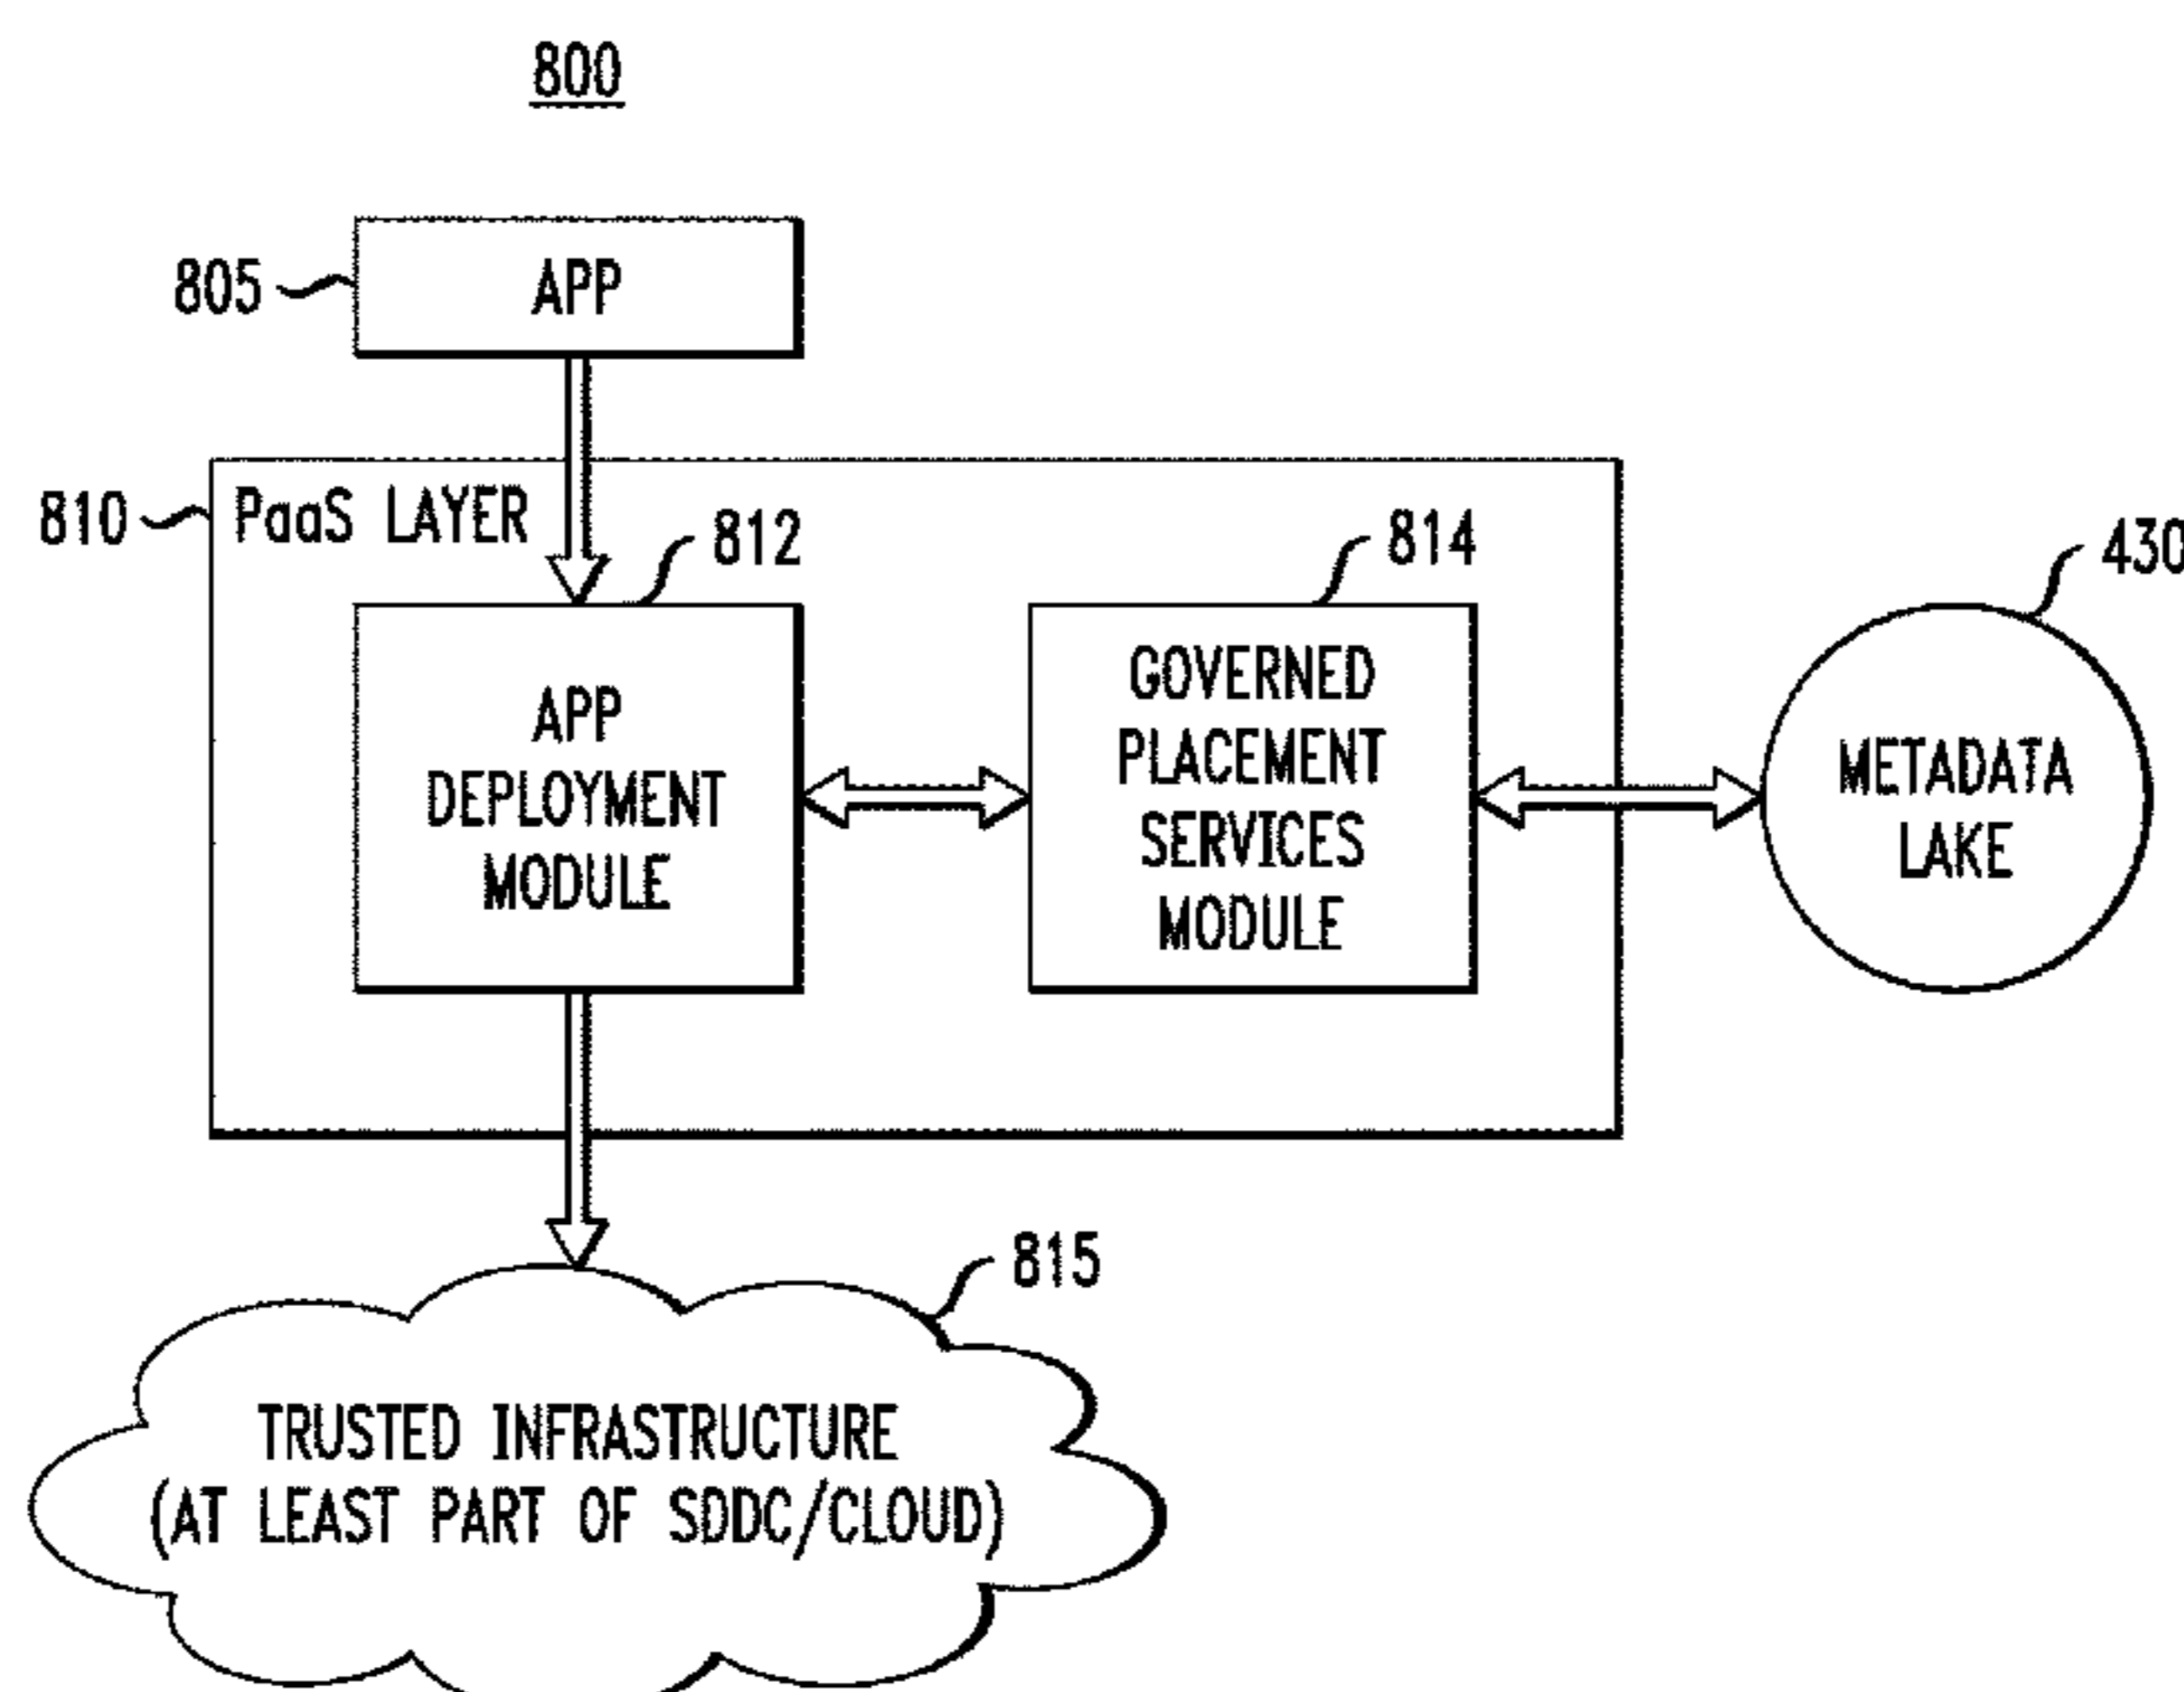 800
805
APP
810
PaaS LAYER
812
814
430
APP
DEPLOYMENT
MODULE
GOVERNED
PLACEMENT
SERVICES
MODULE
METADATA
LAKE
815
TRUSTED INFRASTRUCTURE
(AT LEAST PART OF SDDC/CLOUD)